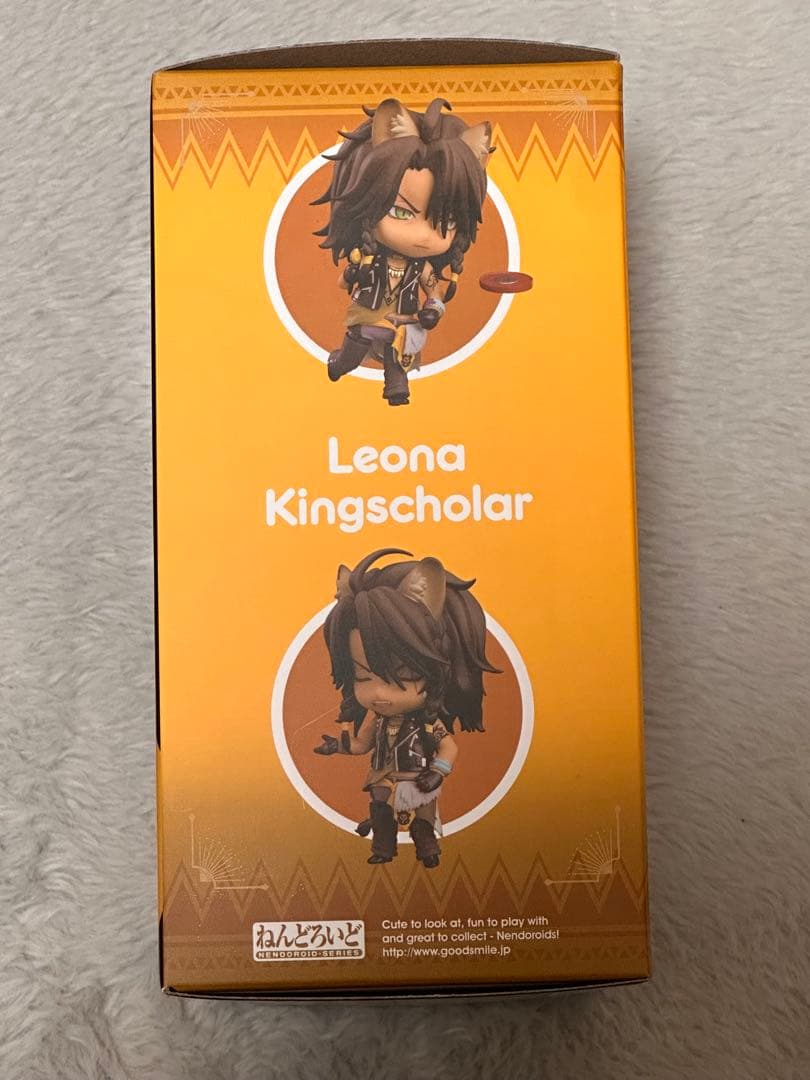 Leona
Kingscholar
ねんどろいど
NENDOROID-SERIES
Cute to look at, fun to play with
and great to collect - Nendoroids!
http://www.goodsmile.jp